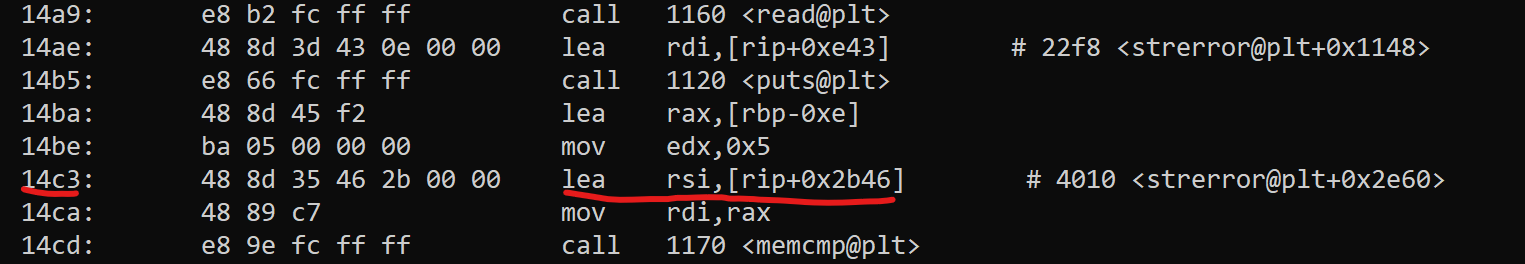 14a9: e8 b2 fc ff ff call 1160 <read@plt>
14ae: 48 8d 3d 43 0e 00 00 lea rdi,[rip+0xe43] # 22f8 <strerror@plt+0x1148>
14b5: e8 66 fc ff ff call 1120 <puts@plt>
14ba: 48 8d 45 f2 lea rax,[rbp-0xe]
14be: ba 05 00 00 00 mov edx,0x5
14c3: 48 8d 35 46 2b 00 00 lea rsi,[rip+0x2b46] # 4010 <strerror@plt+0x2e60>
14ca: 48 89 c7 mov rdi,rax
14cd: e8 9e fc ff ff call 1170 <memcmp@plt>